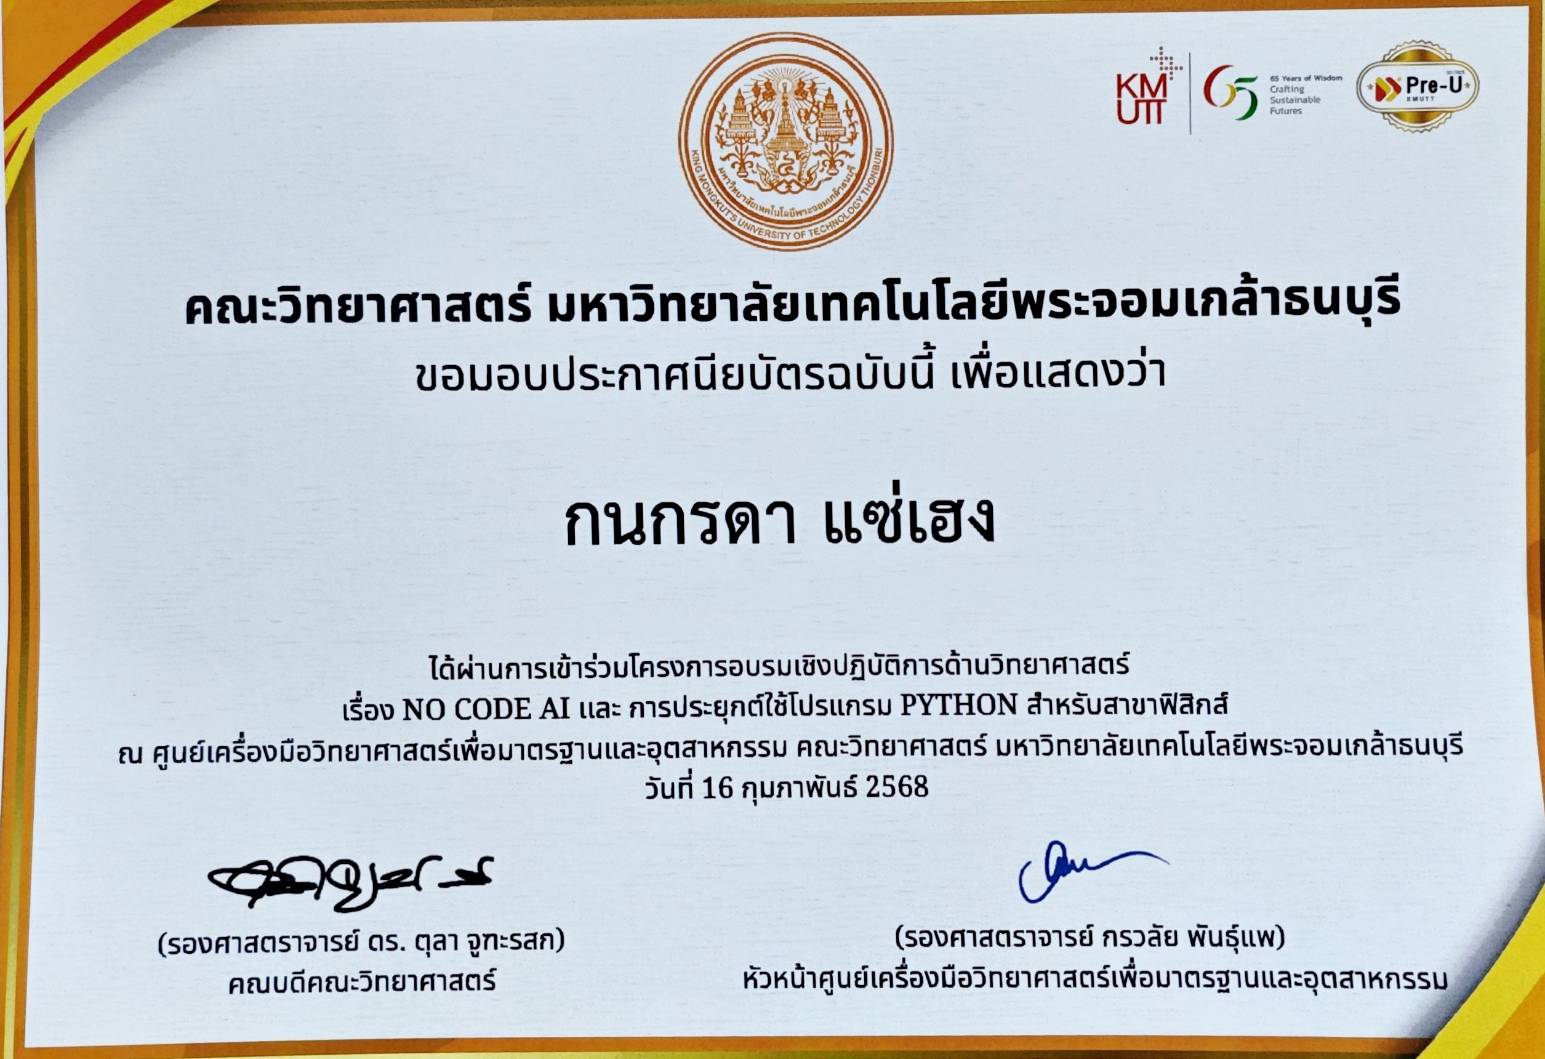 KMUTT
65 Years of Wisdom
Crafting
Sustainable
Futures
Pre-U
KMUTT
มหาวิทยาลัยเทคโนโลยีพระจอมเกล้าธนบุรี
KING MONGKUT'S UNIVERSITY OF TECHNOLOGY THONBURI
คณะวิทยาศาสตร์ มหาวิทยาลัยเทคโนโลยีพระจอมเกล้าธนบุรี
ขอมอบประกาศนียบัตรฉบับนี้ เพื่อแสดงว่า
กนกรดา แซ่เฮง
ได้ผ่านการเข้าร่วมโครงการอบรมเชิงปฏิบัติการด้านวิทยาศาสตร์
เรื่อง NO CODE AI และ การประยุกต์ใช้โปรแกรม PYTHON สำหรับสาขาฟิสิกส์
ณ ศูนย์เครื่องมือวิทยาศาสตร์เพื่อมาตรฐานและอุตสาหกรรม คณะวิทยาศาสตร์ มหาวิทยาลัยเทคโนโลยีพระจอมเกล้าธนบุรี
วันที่ 16 กุมภาพันธ์ 2568
(รองศาสตราจารย์ ดร. ตุลา จูฑะรสก)
คณบดีคณะวิทยาศาสตร์
(รองศาสตราจารย์ กรวลัย พันธุ์แพ)
หัวหน้าศูนย์เครื่องมือวิทยาศาสตร์เพื่อมาตรฐานและอุตสาหกรรม